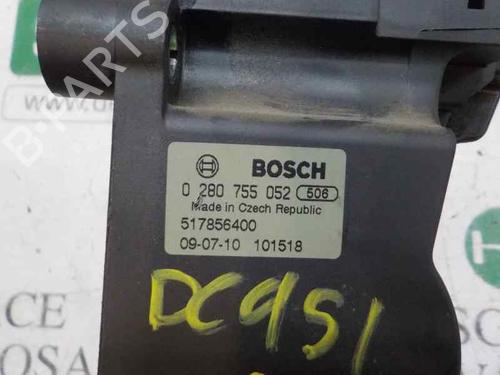 BOSCH
0 280 755 052 506
Made in Czech Republic
517856400
09-07-10 101518
DC951
B-PARTS